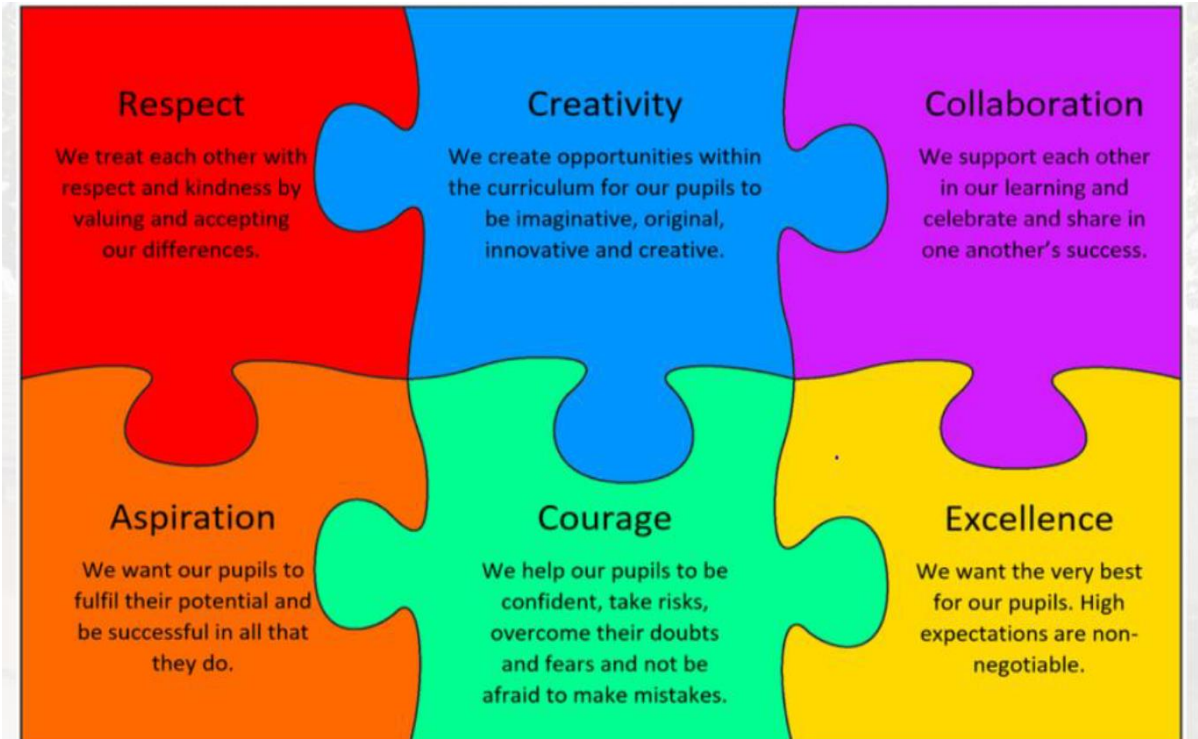 Respect
We treat each other with
respect and kindness by
valuing and accepting
our differences.
Creativity
We create opportunities within
the curriculum for our pupils to
be imaginative, original,
innovative and creative.
Collaboration
We support each other
in our learning and
celebrate and share in
one another's success.
Aspiration
We want our pupils to
fulfil their potential and
be successful in all that
they do.
Courage
We help our pupils to be
confident, take risks,
overcome their doubts
and fears and not be
afraid to make mistakes.
Excellence
We want the very best
for our pupils. High
expectations are non-
negotiable.